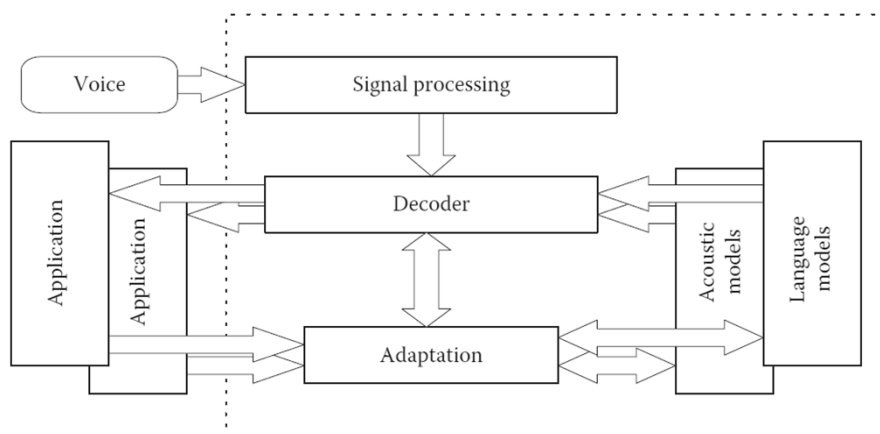 Voice
Signal processing
Decoder
Application
Application
Acoustic
models
Language
models
Adaptation